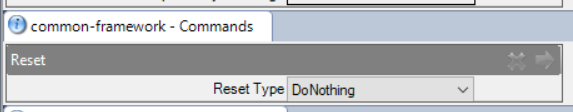 common-framework - Commands
Reset
Reset Type DoNothing